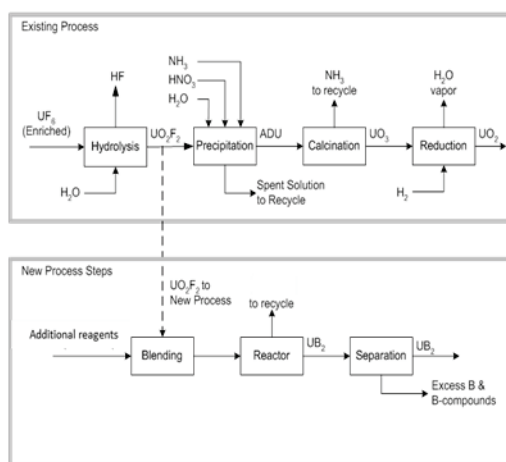 Existing Process
NH₃
HNO₃
H₂O
HF
NH₃
to recycle
H₂O
vapor
UF₆
(Enriched)
Hydrolysis
UO₂F₂
Precipitation
ADU
Calcination
UO₃
Reduction
UO₂
H₂O
Spent Solution
to Recycle
H₂
New Process Steps
UO₂F₂ to
New Process
to recycle
Additional reagents
Blending
Reactor
UB₂
Separation
UB₂
Excess B &
B-compounds